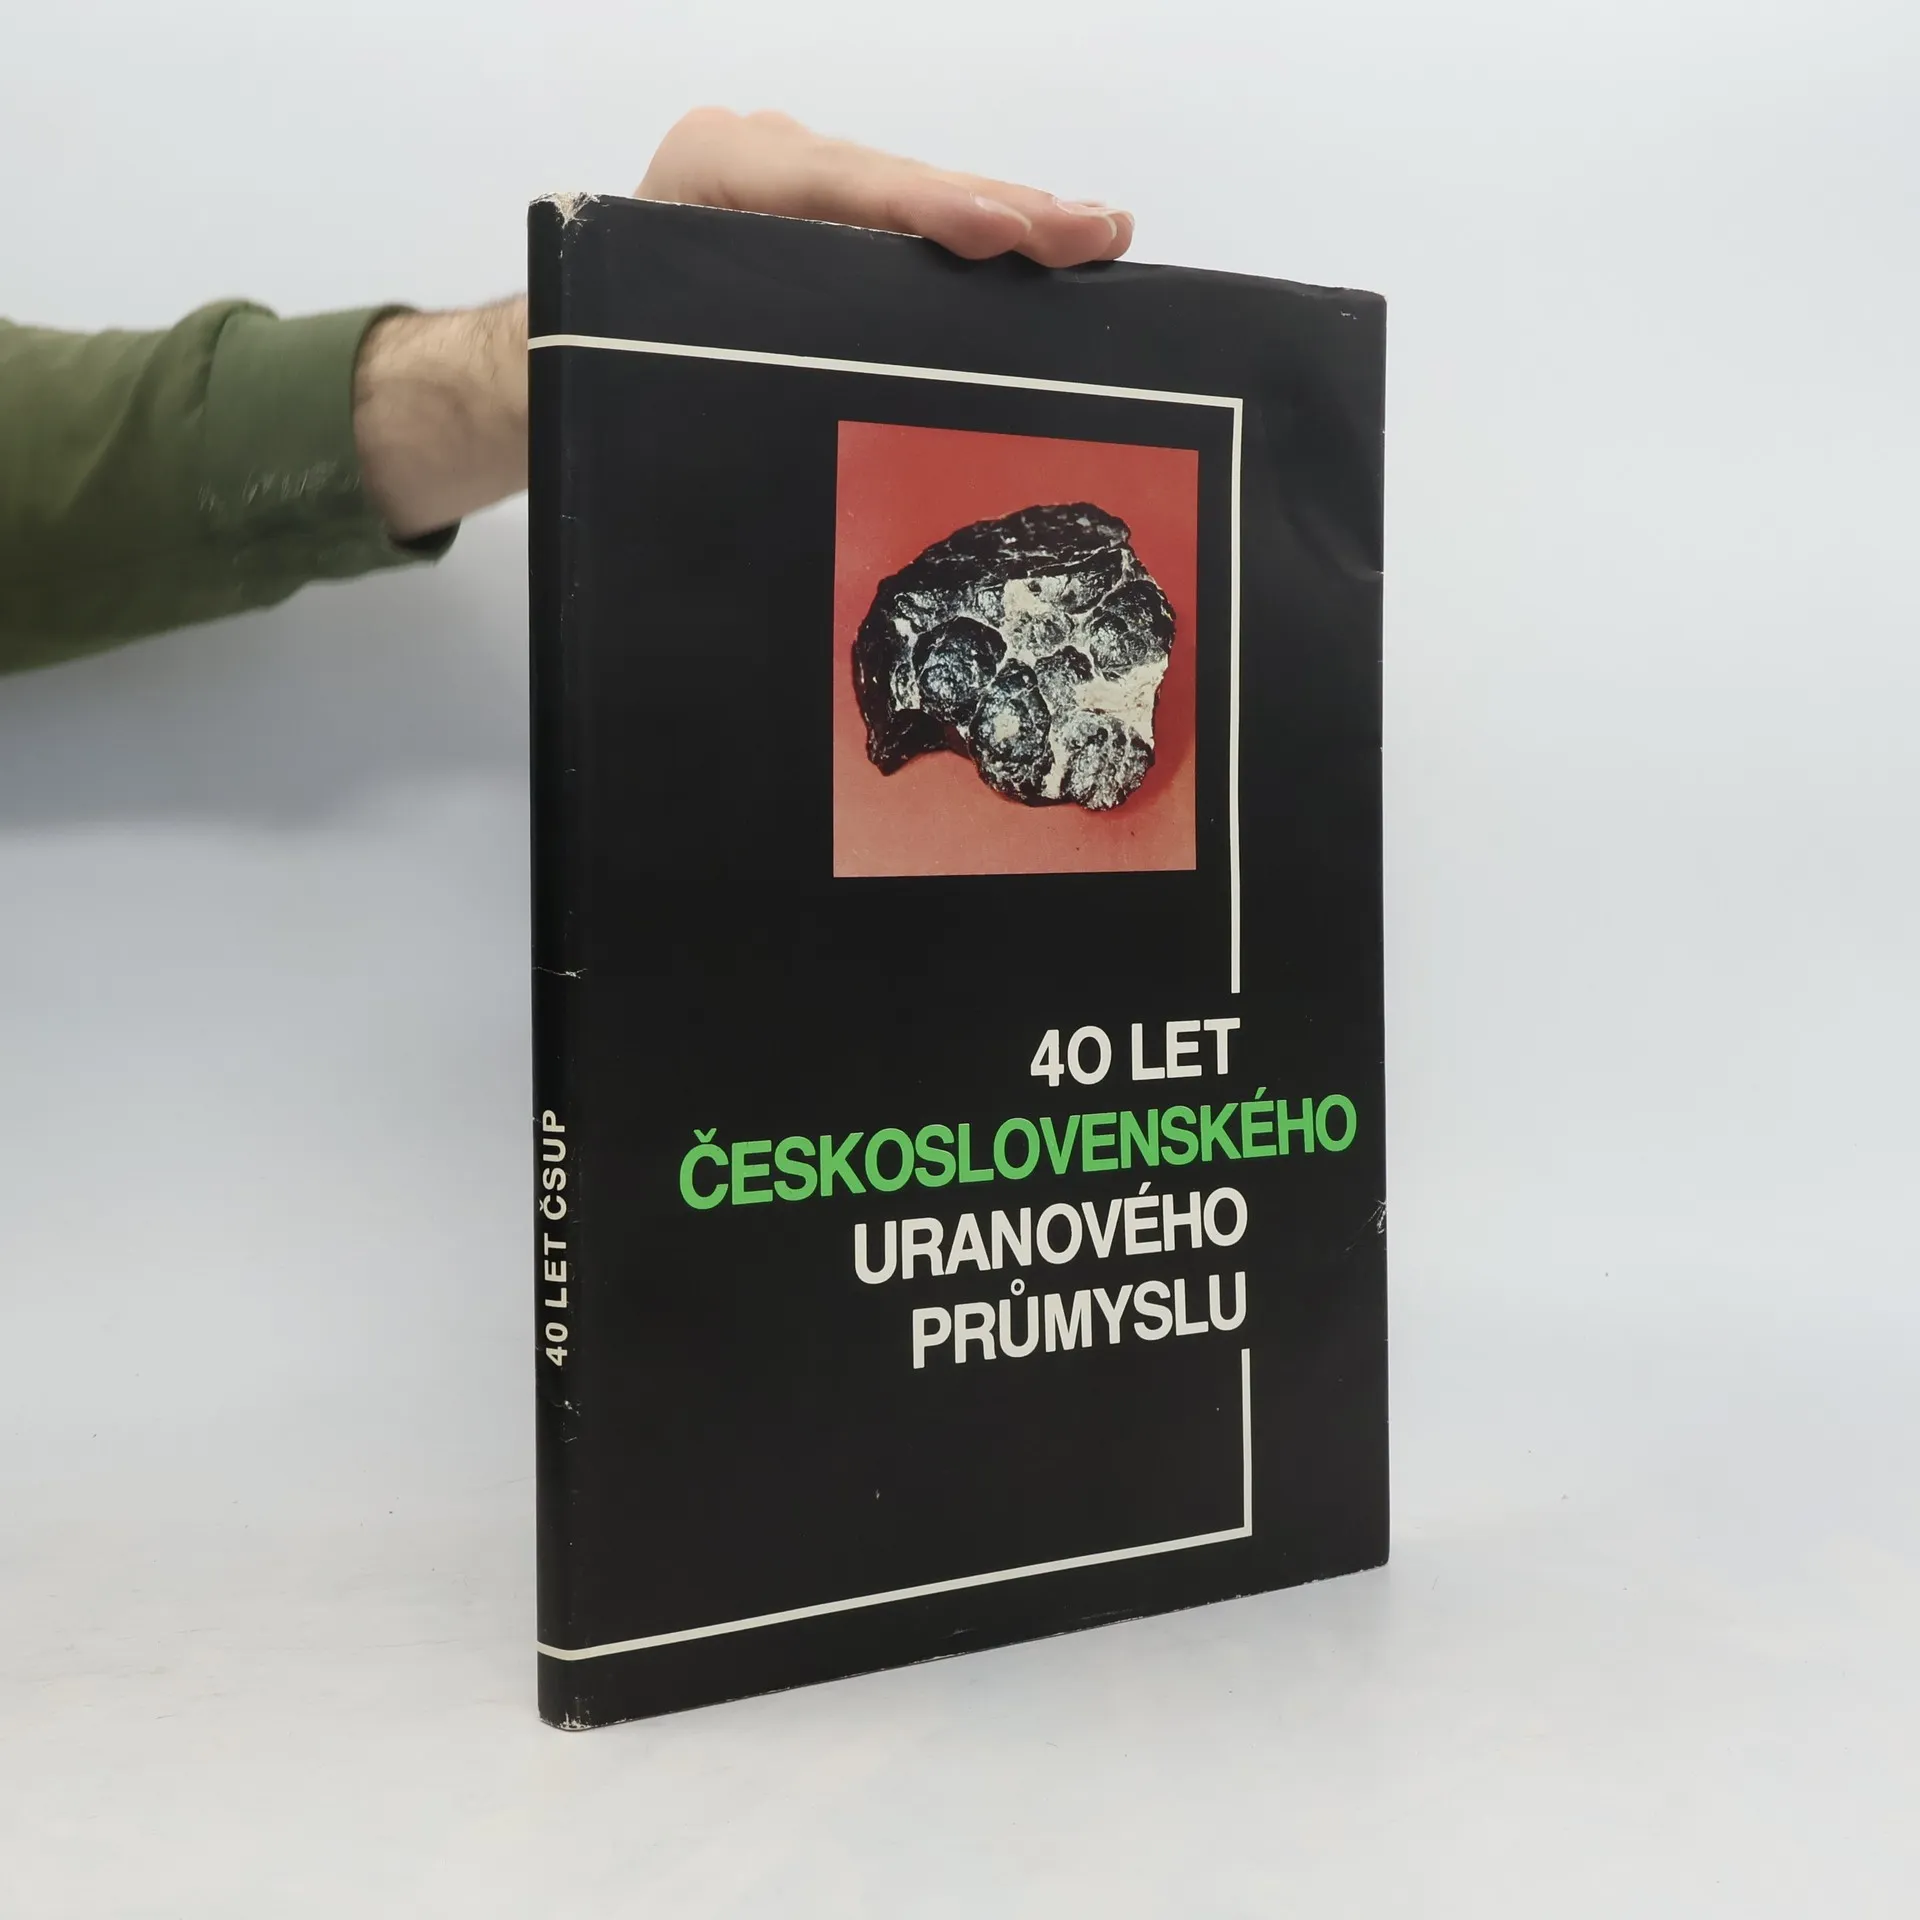 40 LET ČSUP
40 LET
ČESKOSLOVENSKÉHO
URANOVÉHO
PRŮMYSLU